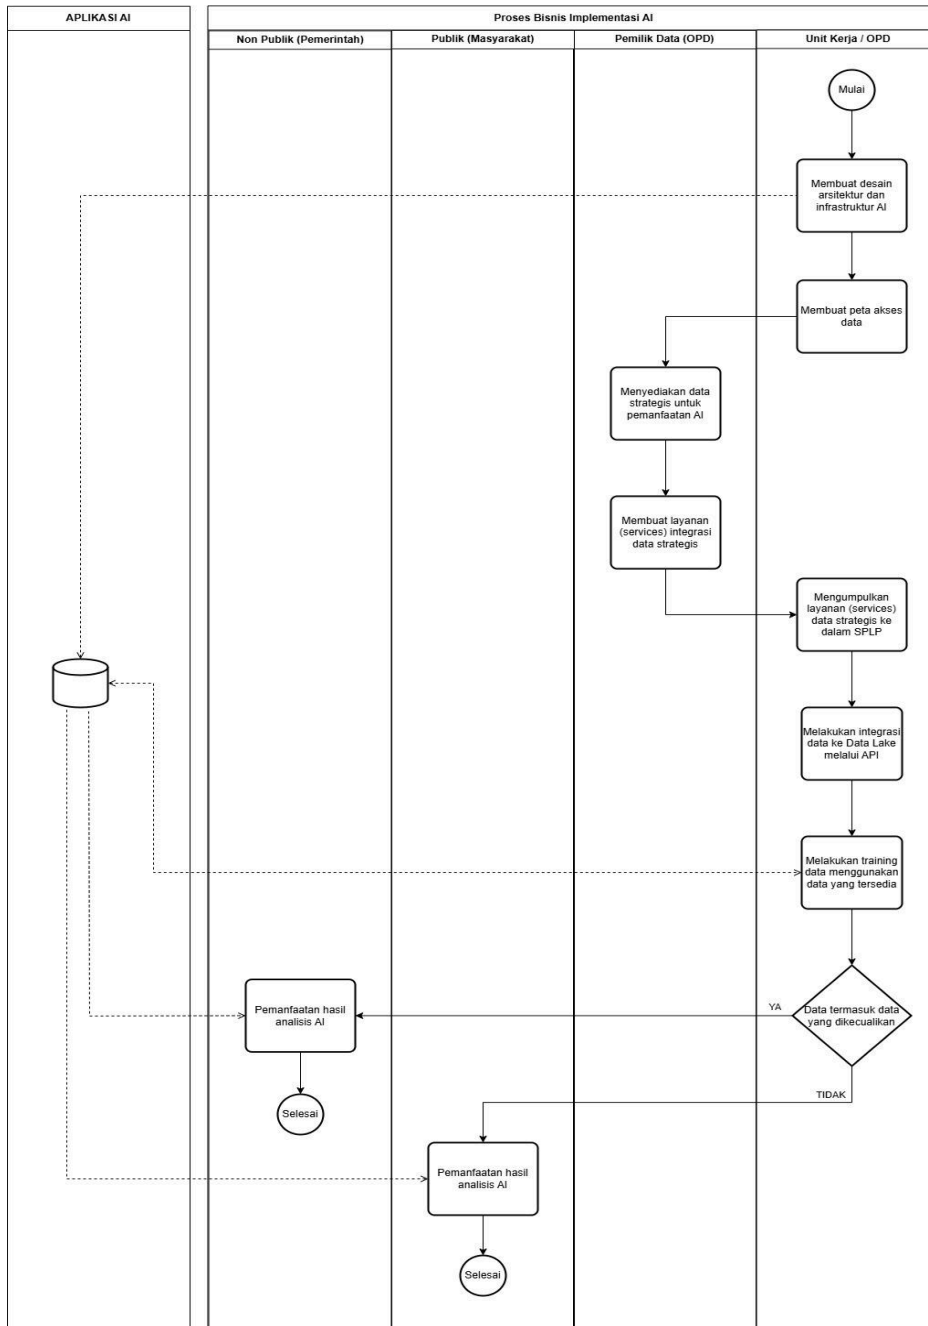 APLIKASI AI
Proses Bisnis Implementasi AI
Non Publik (Pemerintah)
Publik (Masyarakat)
Pemilik Data (OPD)
Unit Kerja / OPD
Mulai
Membuat desain
arsitektur dan
infrastruktur AI
Membuat peta akses
data
Menyediakan data
strategis untuk
pemanfaatan AI
Membuat layanan
(services) integrasi
data strategis
Mengumpulkan
layanan (services)
data strategis ke
dalam SPLP
Melakukan integrasi
data ke Data Lake
melalui API
Melakukan training
data menggunakan
data yang tersedia
Data termasuk data
yang dikecualikan
YA
Pemanfaatan hasil
analisis AI
Selesai
TIDAK
Pemanfaatan hasil
analisis AI
Selesai